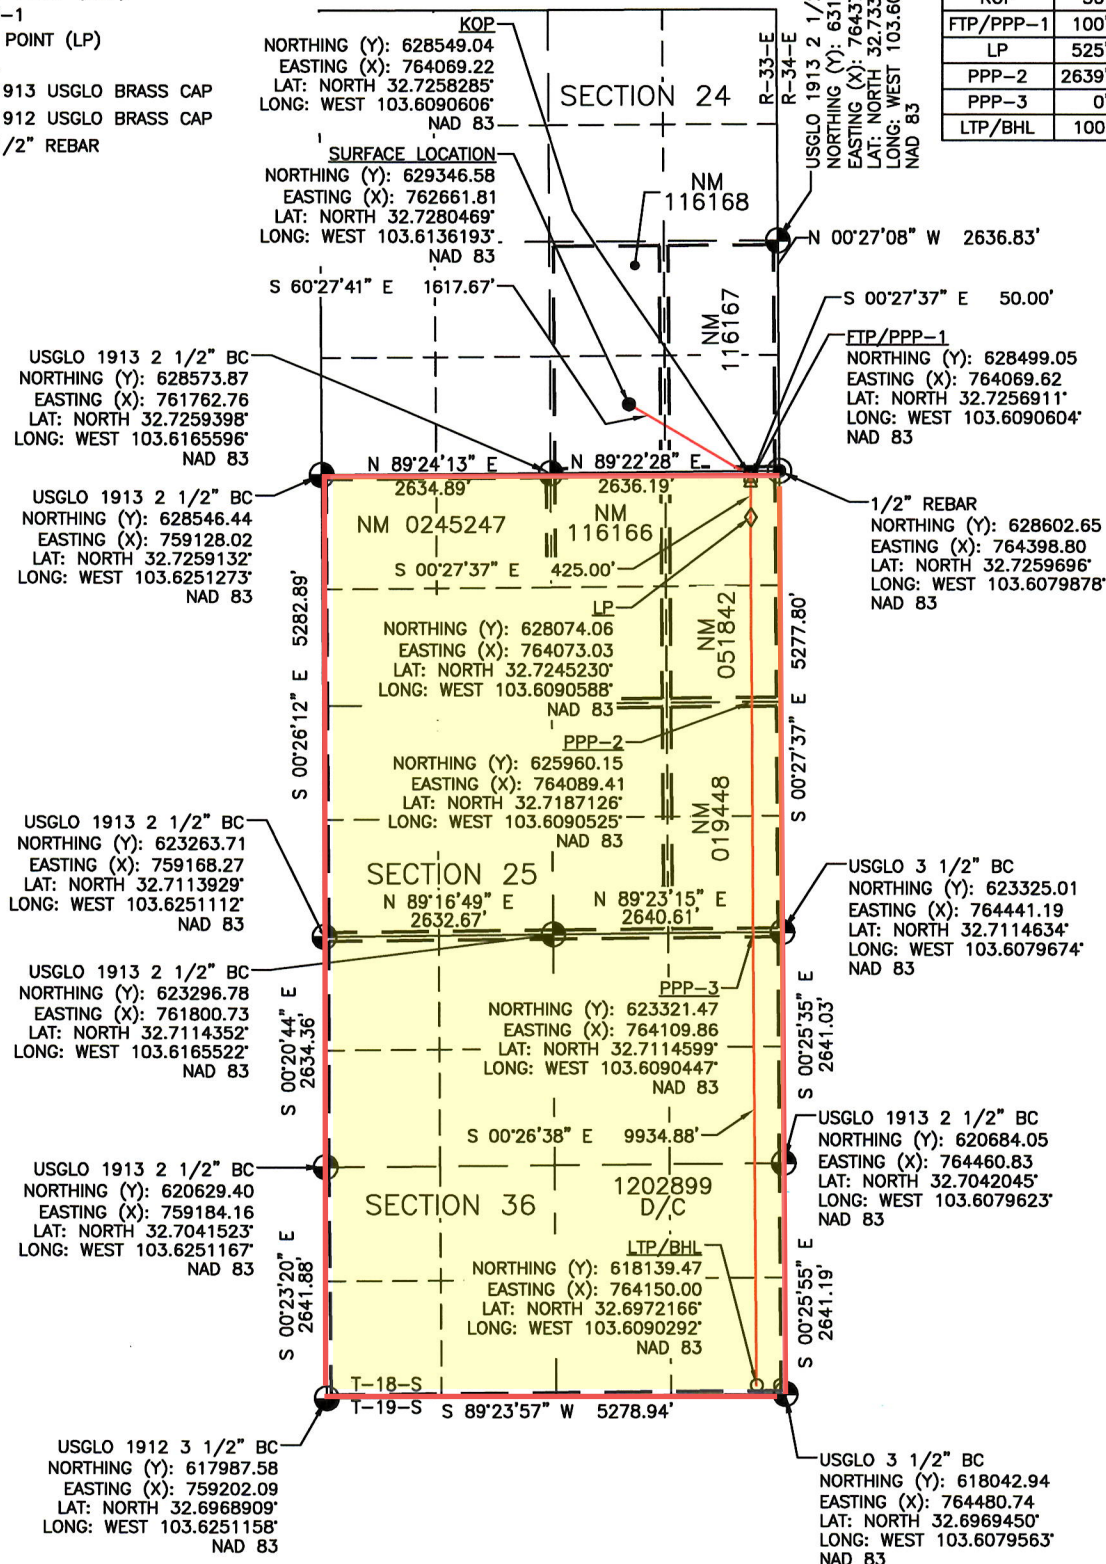 -1
POINT (LP)
913 USGLO BRASS CAP
912 USGLO BRASS CAP
/2" REBAR
KOP
NORTHING (Y): 628549.04
EASTING (X): 764069.22
LAT: NORTH 32.7258285°
LONG: WEST 103.6090606°
NAD 83
SECTION 24
R-33-E
R-34-E
NAD 83
FTP/PPP-1 100'
LP 525'
PPP-2 2639'
PPP-3 0'
LTP/BHL 100
SURFACE LOCATION
NORTHING (Y): 629346.58
EASTING (X): 762661.81
LAT: NORTH 32.7280469°
LONG: WEST 103.6136193°
NAD 83
NM
116168
N 00°27'08" W 2636.83'
S 60°27'41" E 1617.67'
NM
116167
S 00°27'37" E 50.00'
FTP/PPP-1
NORTHING (Y): 628499.05
EASTING (X): 764069.62
LAT: NORTH 32.7256911°
LONG: WEST 103.6090604°
NAD 83
USGLO 1913 2 1/2" BC
NORTHING (Y): 628573.87
EASTING (X): 761762.76
LAT: NORTH 32.7259398°
LONG: WEST 103.6165596°
NAD 83
N 89°24'13" E
2634.89'
N 89°22'28" E
2636.19'
USGLO 1913 2 1/2" BC
NORTHING (Y): 628546.44
EASTING (X): 759128.02
LAT: NORTH 32.7259132°
LONG: WEST 103.6251273°
NAD 83
NM 0245247
NM
116166
1/2" REBAR
NORTHING (Y): 628602.65
EASTING (X): 764398.80
LAT: NORTH 32.7259696°
LONG: WEST 103.6079878°
NAD 83
S 00°27'37" E 425.00'
LP
NORTHING (Y): 628074.06
EASTING (X): 764073.03
LAT: NORTH 32.7245230°
LONG: WEST 103.6090588°
NAD 83
NM
051842
S 00°26'12" E 5282.89'
S 00°27'37" E 5277.80'
PPP-2
NORTHING (Y): 625960.15
EASTING (X): 764089.41
LAT: NORTH 32.7187126°
LONG: WEST 103.6090525°
NAD 83
NM
019448
USGLO 1913 2 1/2" BC
NORTHING (Y): 623263.71
EASTING (X): 759168.27
LAT: NORTH 32.7113929°
LONG: WEST 103.6251112°
NAD 83
SECTION 25
N 89°16'49" E
2632.67'
N 89°23'15" E
2640.61'
USGLO 3 1/2" BC
NORTHING (Y): 623325.01
EASTING (X): 764441.19
LAT: NORTH 32.7114634°
LONG: WEST 103.6079674°
NAD 83
USGLO 1913 2 1/2" BC
NORTHING (Y): 623296.78
EASTING (X): 761800.73
LAT: NORTH 32.7114352°
LONG: WEST 103.6165522°
NAD 83
S 00°20'44" E
2634.36'
PPP-3
NORTHING (Y): 623321.47
EASTING (X): 764109.86
LAT: NORTH 32.7114599°
LONG: WEST 103.6090447°
NAD 83
S 00°25'35" E
2641.03'
S 00°26'38" E 9934.88'
USGLO 1913 2 1/2" BC
NORTHING (Y): 620684.05
EASTING (X): 764460.83
LAT: NORTH 32.7042045°
LONG: WEST 103.6079623°
NAD 83
USGLO 1913 2 1/2" BC
NORTHING (Y): 620629.40
EASTING (X): 759184.16
LAT: NORTH 32.7041523°
LONG: WEST 103.6251167°
NAD 83
SECTION 36
1202899
D/C
S 00°23'20" E
2641.88'
LTP/BHL
NORTHING (Y): 618139.47
EASTING (X): 764150.00
LAT: NORTH 32.6972166°
LONG: WEST 103.6090292°
NAD 83
S 00°25'55" E
2641.19'
T-18-S
T-19-S
S 89°23'57" W 5278.94'
USGLO 1912 3 1/2" BC
NORTHING (Y): 617987.58
EASTING (X): 759202.09
LAT: NORTH 32.6968909°
LONG: WEST 103.6251158°
NAD 83
USGLO 3 1/2" BC
NORTHING (Y): 618042.94
EASTING (X): 764480.74
LAT: NORTH 32.6969450°
LONG: WEST 103.6079563°
NAD 83